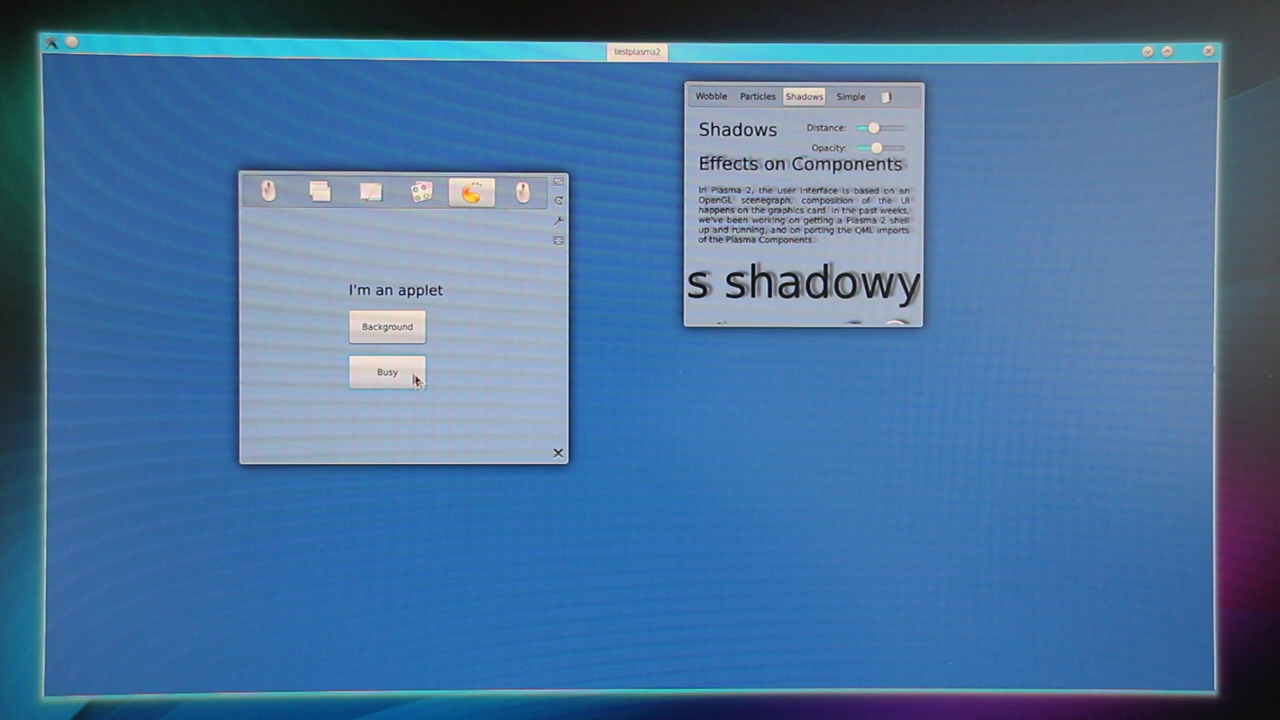 testplasma2
Wobble Particles Shadows Simple
Shadows
Distance:
Opacity:
Effects on Components
In Plasma 2, the user interface is based on an
OpenGL scenegraph, composition of the UI
happens on the graphics card. In the past weeks,
we've been working on getting a Plasma 2 shell
up and running, and on porting the QML imports
of the Plasma Components.
s shadowy
I'm an applet
Background
Busy